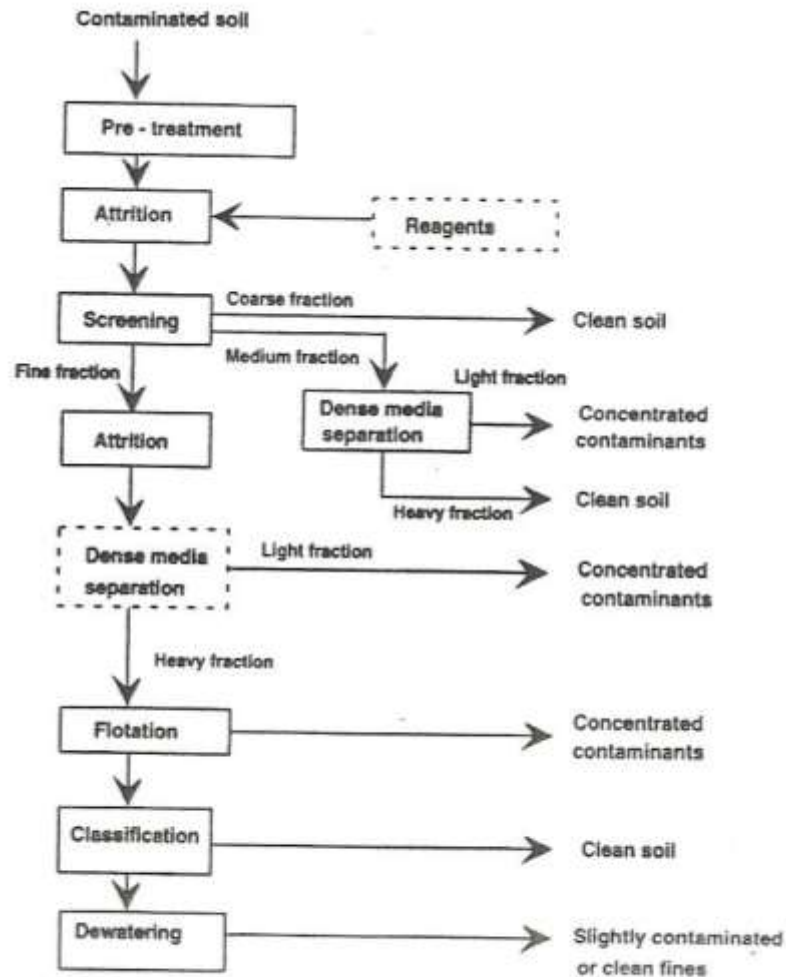 Contaminated soil
Pre - treatment
Attrition
Reagents
Screening
Coarse fraction
Clean soil
Medium fraction
Fine fraction
Light fraction
Dense media
separation
Concentrated
contaminants
Attrition
Heavy fraction
Clean soil
Dense media
separation
Light fraction
Concentrated
contaminants
Heavy fraction
Flotation
Concentrated
contaminants
Classification
Clean soil
Dewatering
Slightly contaminated
or clean fines